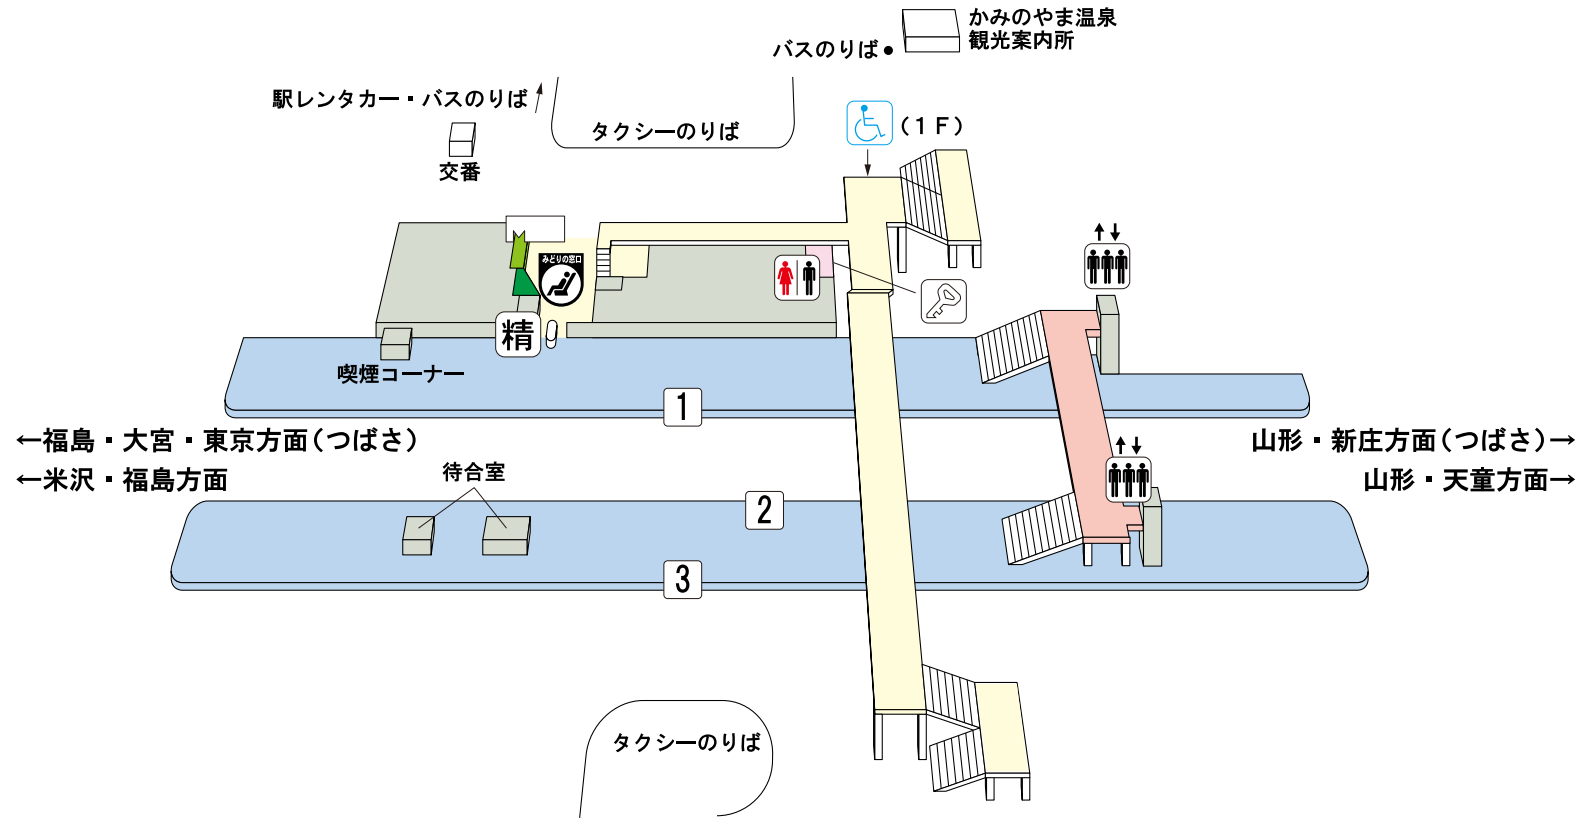 かみのやま温泉
観光案内所
バスのりば
駅レンタカー・バスのりば
タクシーのりば
(1F)
交番
みどりの窓口
精
喫煙コーナー
1
←福島・大宮・東京方面(つばさ)
山形・新庄方面(つばさ)→
←米沢・福島方面
山形・天童方面→
待合室
2
3
タクシーのりば